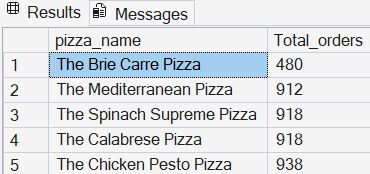 Results Messages
pizza_name Total_orders
1 The Brie Carre Pizza 480
2 The Mediterranean Pizza 912
3 The Spinach Supreme Pizza 918
4 The Calabrese Pizza 918
5 The Chicken Pesto Pizza 938